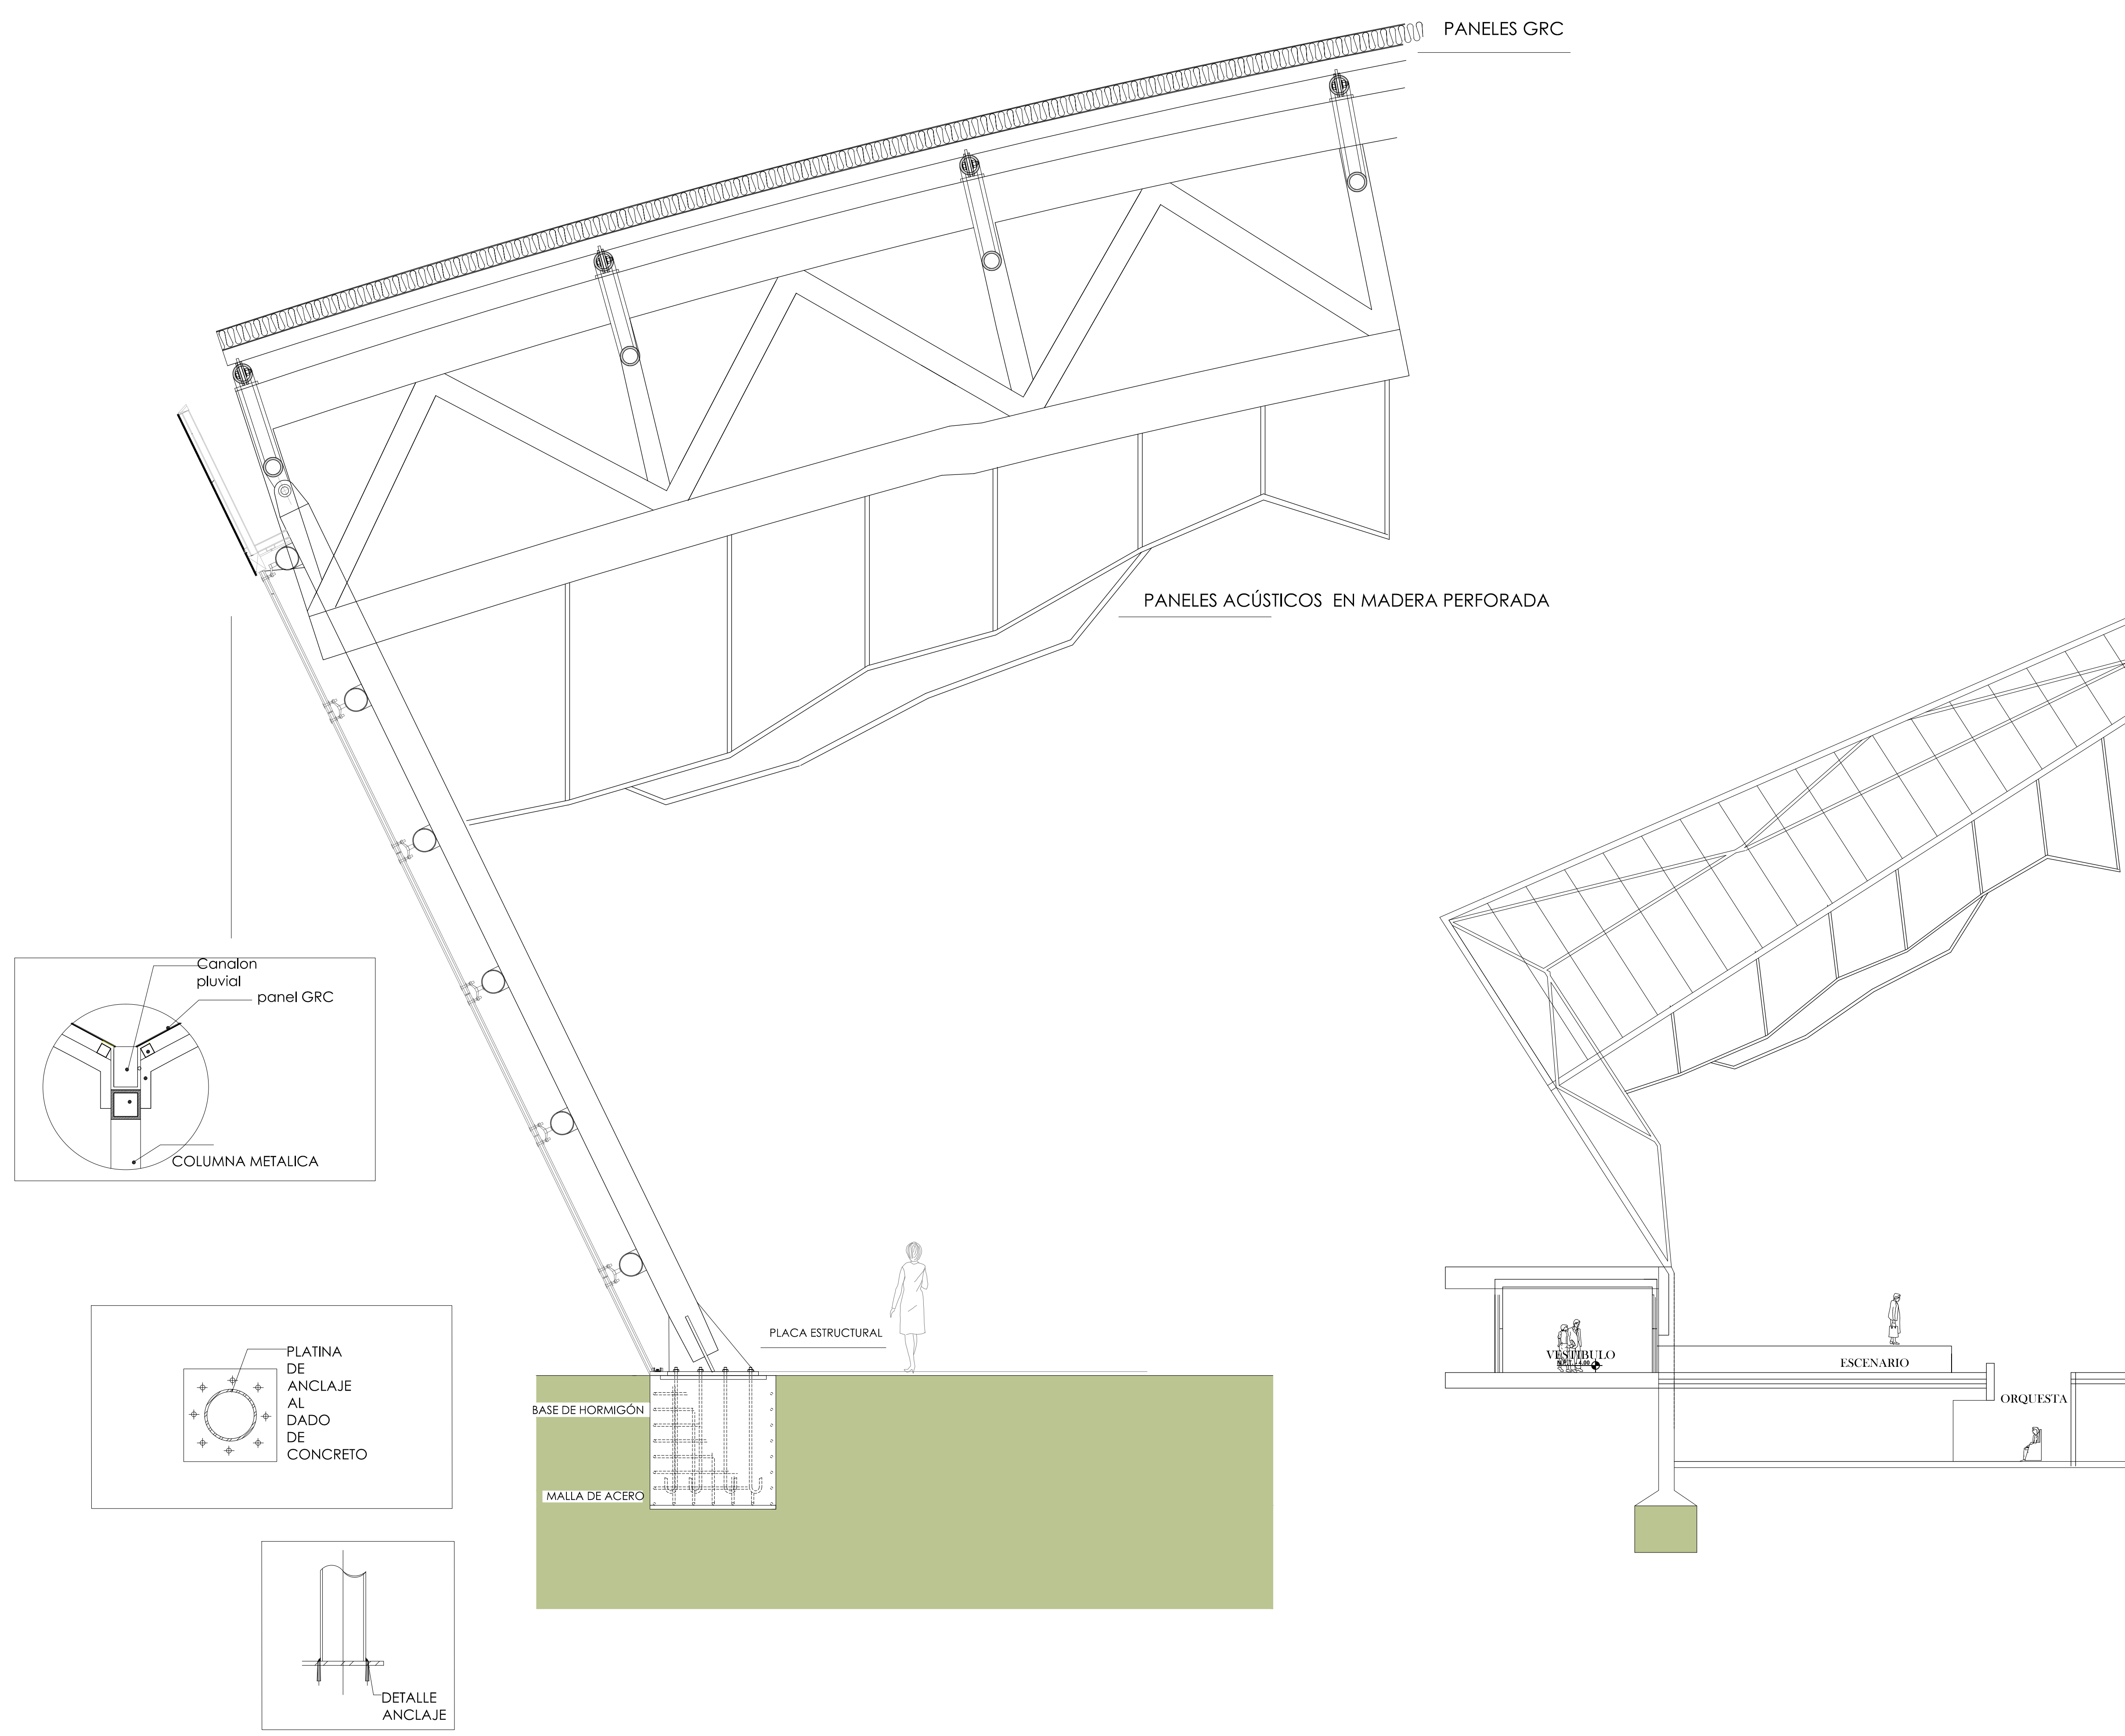 PANELES GRC
PANELES ACÚSTICOS EN MADERA PERFORADA
Canalon
pluvial
panel GRC
COLUMNA METALICA
PLATINA
DE
ANCLAJE
AL
DADO
DE
CONCRETO
DETALLE
ANCLAJE
PLACA ESTRUCTURAL
BASE DE HORMIGÓN
MALLA DE ACERO
VESTIBULO
ESCENARIO
ORQUESTA